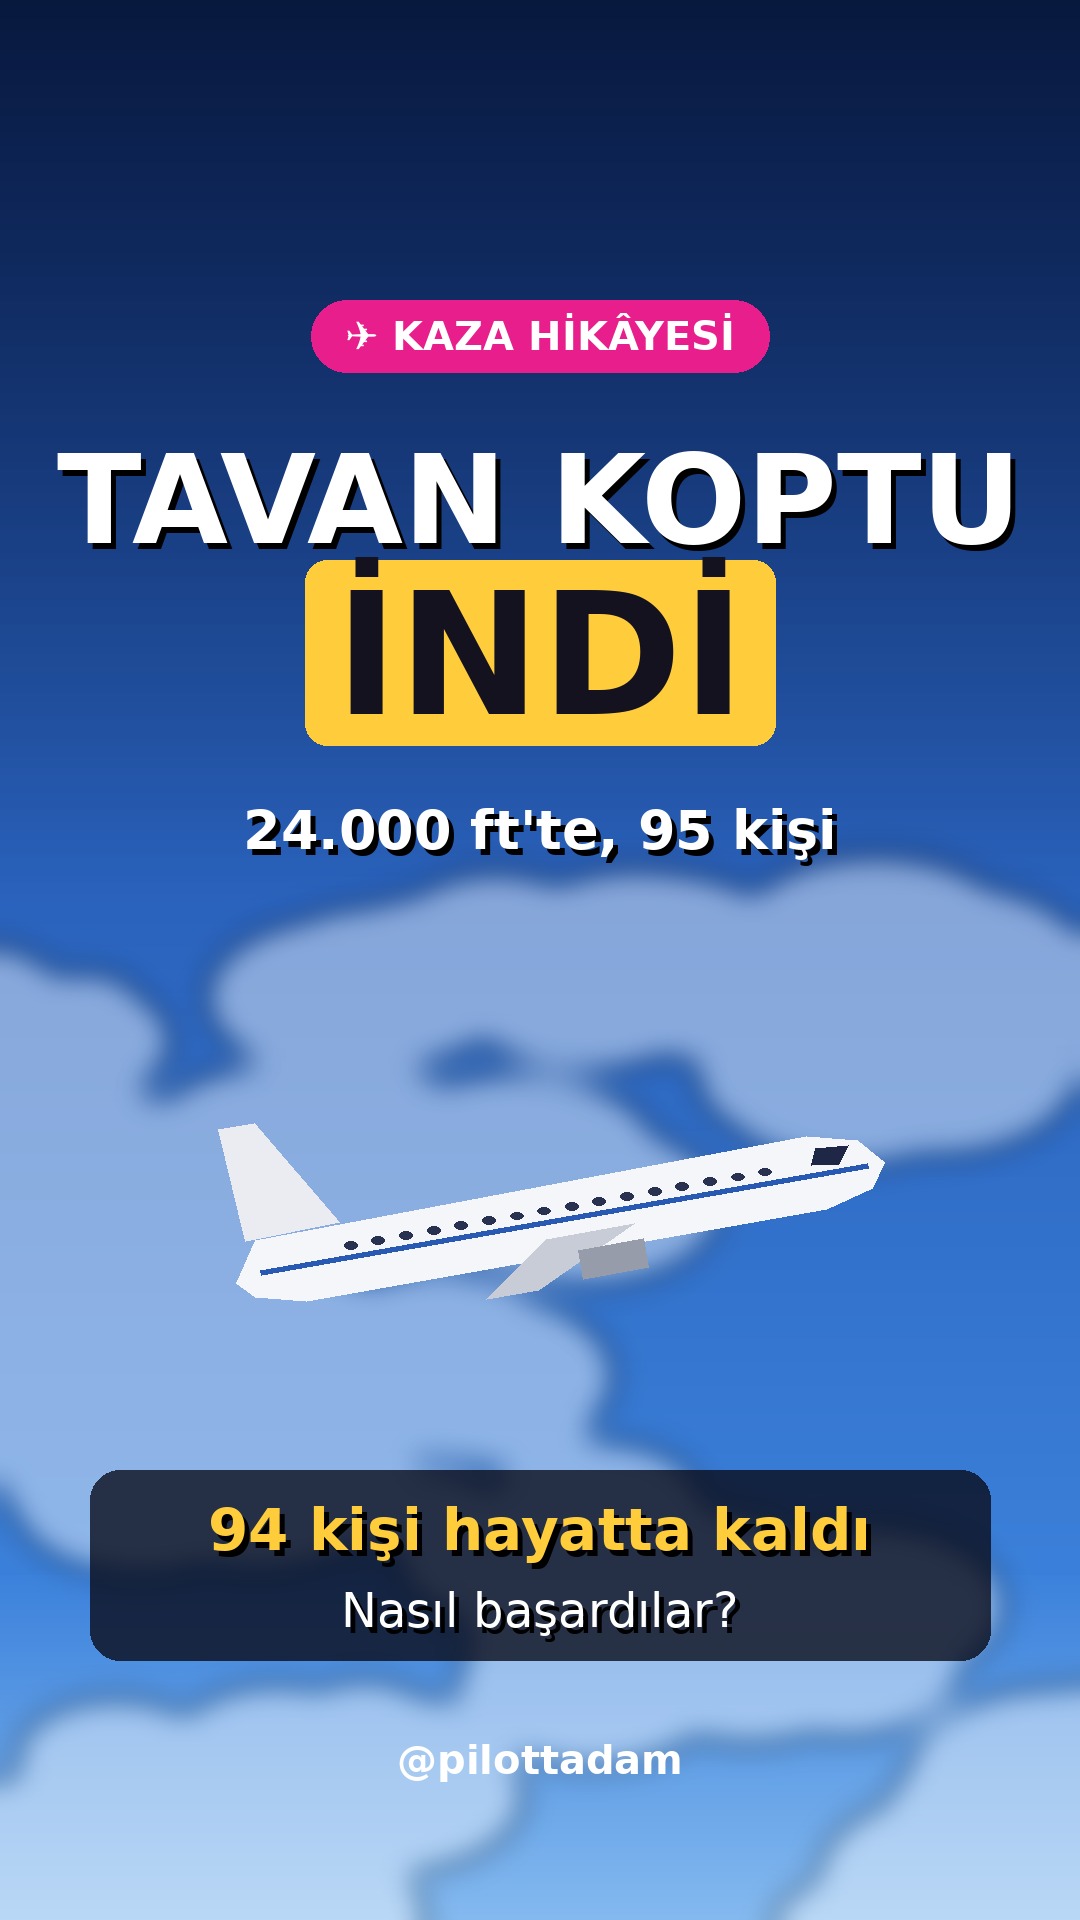 ✈ KAZA HİKÂYESİ
TAVAN KOPTU
İNDİ
24.000 ft'te, 95 kişi
94 kişi hayatta kaldı
Nasıl başardılar?
@pilottadam